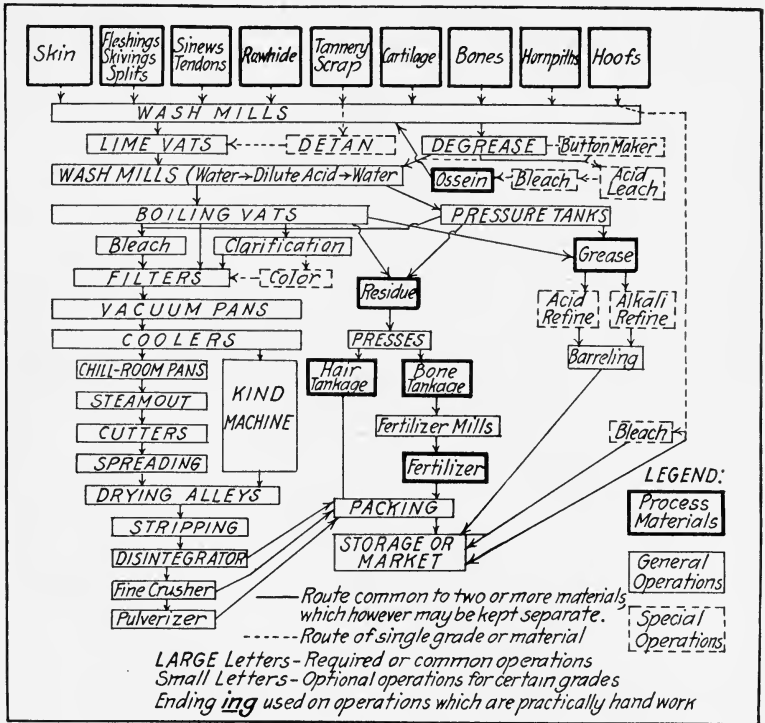 Skin
Fleshings
Skivings
Splits
Sinews
Tendons
Rawhide
Tannery
Scrap
Cartilage
Bones
Hornpiths
Hoofs
WASH MILLS
LIME VATS
DETAN
DEGREASE
Button Maker
WASH MILLS (Water→Dilute Acid→Water
Ossein
Bleach
Acid
Leach
BOILING VATS
PRESSURE TANKS
Bleach
Clarification
Grease
FILTERS
Color
Residue
Acid
Refine
Alkali
Refine
VACUUM PANS
COOLERS
PRESSES
Barreling
CHILL-ROOM PANS
KIND
MACHINE
Hair
Tankage
Bone
Tankage
STEAMOUT
CUTTERS
Fertilizer Mills
Bleach
SPREADING
Fertilizer
LEGEND:
DRYING ALLEYS
PACKING
Process
Materials
STRIPPING
DISINTEGRATOR
STORAGE OR
MARKET
General
Operations
Fine Crusher
Pulverizer
Route common to two or more materials,
which however may be kept separate.
Route of single grade or material
Special
Operations
LARGE Letters - Required or common operations
Small Letters - Optional operations for certain grades
Ending ing used on operations which are practically hand work